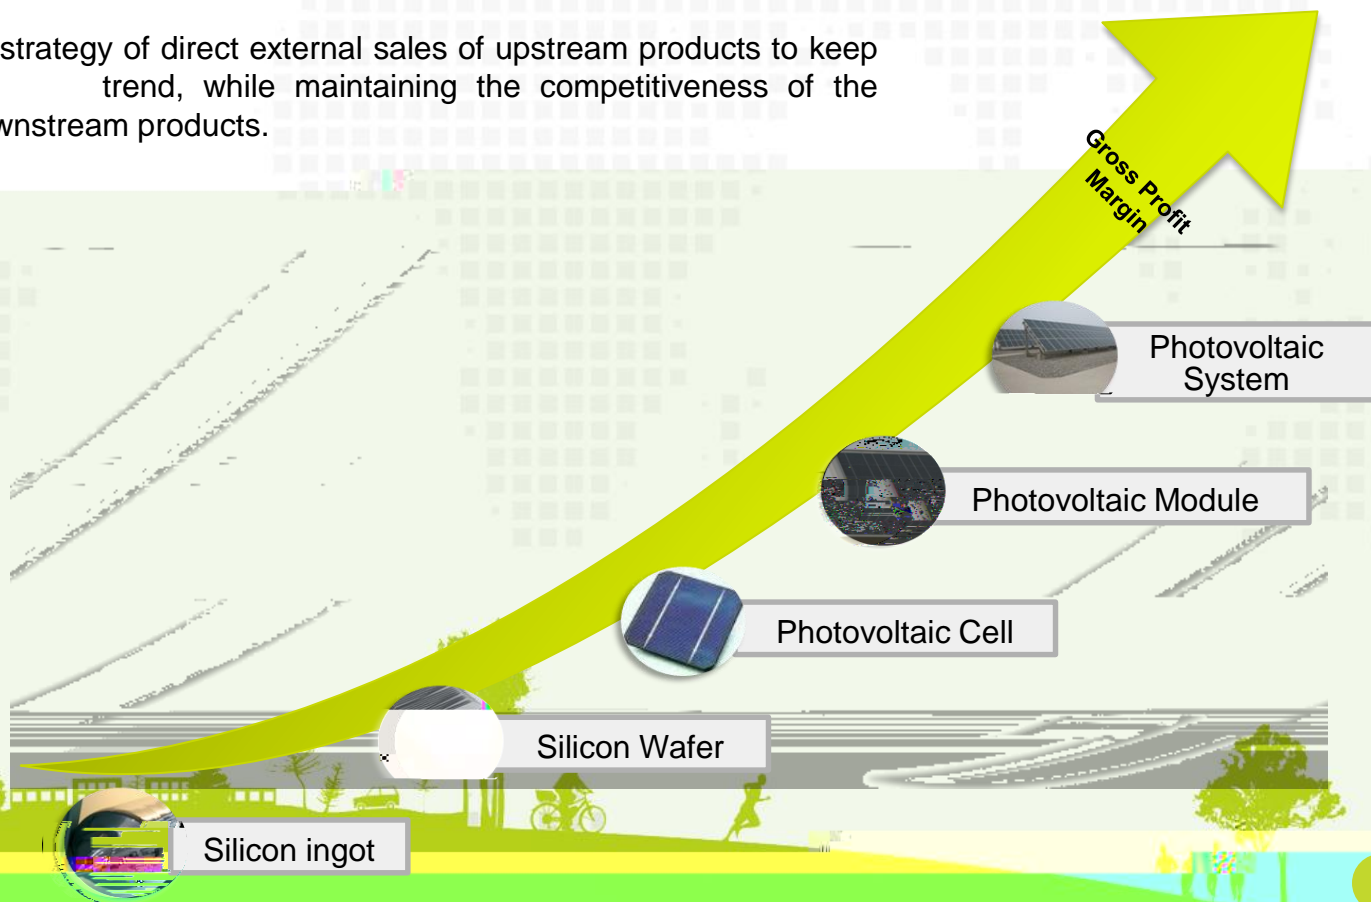 strategy of direct external sales of upstream products to keep
trend, while maintaining the competitiveness of the
wnstream products.
Gross Profit
Margin
Photovoltaic
System
Photovoltaic Module
Photovoltaic Cell
Silicon Wafer
Silicon ingot